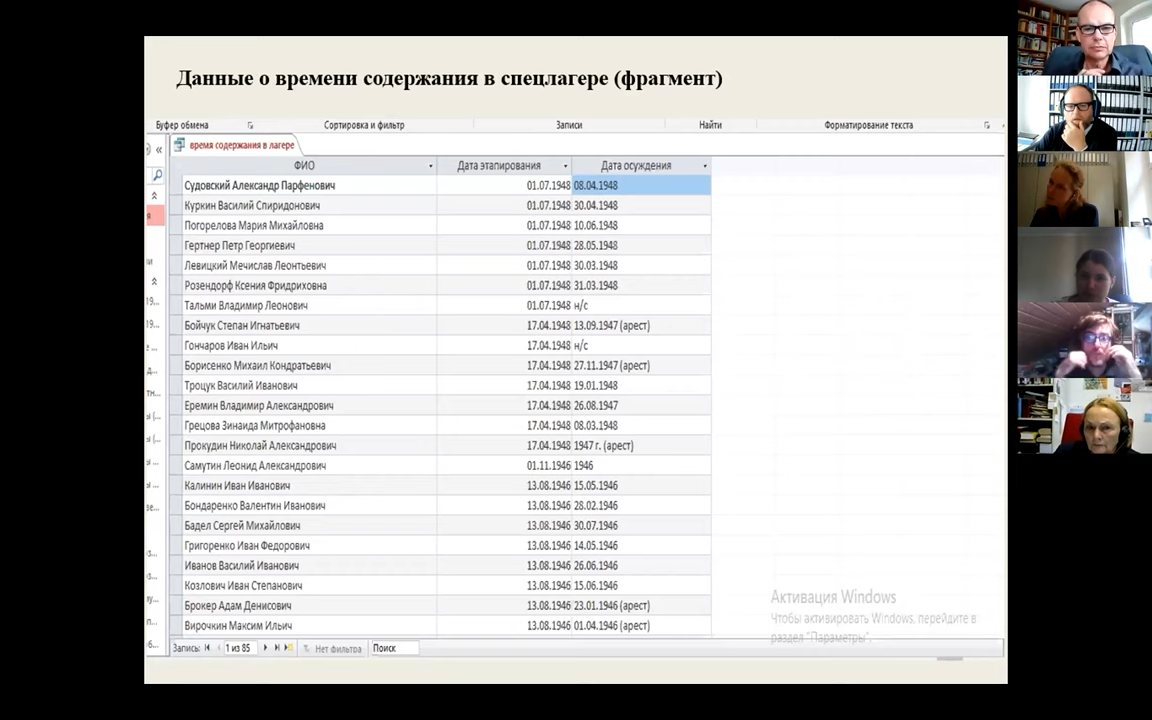 Данные о времени содержания в спецлагере (фрагмент)
Буфер обмена Сортировка и фильтр Записи Найти Форматирование текста
время содержания в лагере
ФИО Дата этапирования Дата осуждения
Судовский Александр Парфенович 01.07.1948 08.04.1948
Куркин Василий Спиридонович 01.07.1948 30.04.1948
Погорелова Мария Михайловна 01.07.1948 10.06.1948
Гертнер Петр Георгиевич 01.07.1948 28.05.1948
Левицкий Мечислав Леонтьевич 01.07.1948 30.03.1948
Розендорф Ксения Фридриховна 01.07.1948 31.03.1948
Тальми Владимир Леонович 01.07.1948 н/с
Бойчук Степан Игнатьевич 17.04.1948 13.09.1947 (арест)
Гончаров Иван Ильич 17.04.1948 н/с
Борисенко Михаил Кондратьевич 17.04.1948 27.11.1947 (арест)
Троцук Василий Иванович 17.04.1948 19.01.1948
Еремин Владимир Александрович 17.04.1948 26.08.1947
Грецова Зинаида Митрофановна 17.04.1948 08.03.1948
Прокудин Николай Александрович 17.04.1948 1947 г. (арест)
Самутин Леонид Александрович 01.11.1946 1946
Калинин Иван Иванович 13.08.1946 15.05.1946
Бондаренко Валентин Иванович 13.08.1946 28.02.1946
Бадел Сергей Михайлович 13.08.1946 30.07.1946
Григоренко Иван Федорович 13.08.1946 14.05.1946
Иванов Василий Иванович 13.08.1946 26.06.1946
Козлович Иван Степанович 13.08.1946 15.06.1946
Брокер Адам Денисович 13.08.1946 23.01.1946 (арест)
Вирочкин Максим Ильич 13.08.1946 01.04.1946 (арест)
Запись: 1 из 85 Нет фильтра Поиск
Активация Windows
Чтобы активировать Windows, перейдите в
раздел "Параметры".